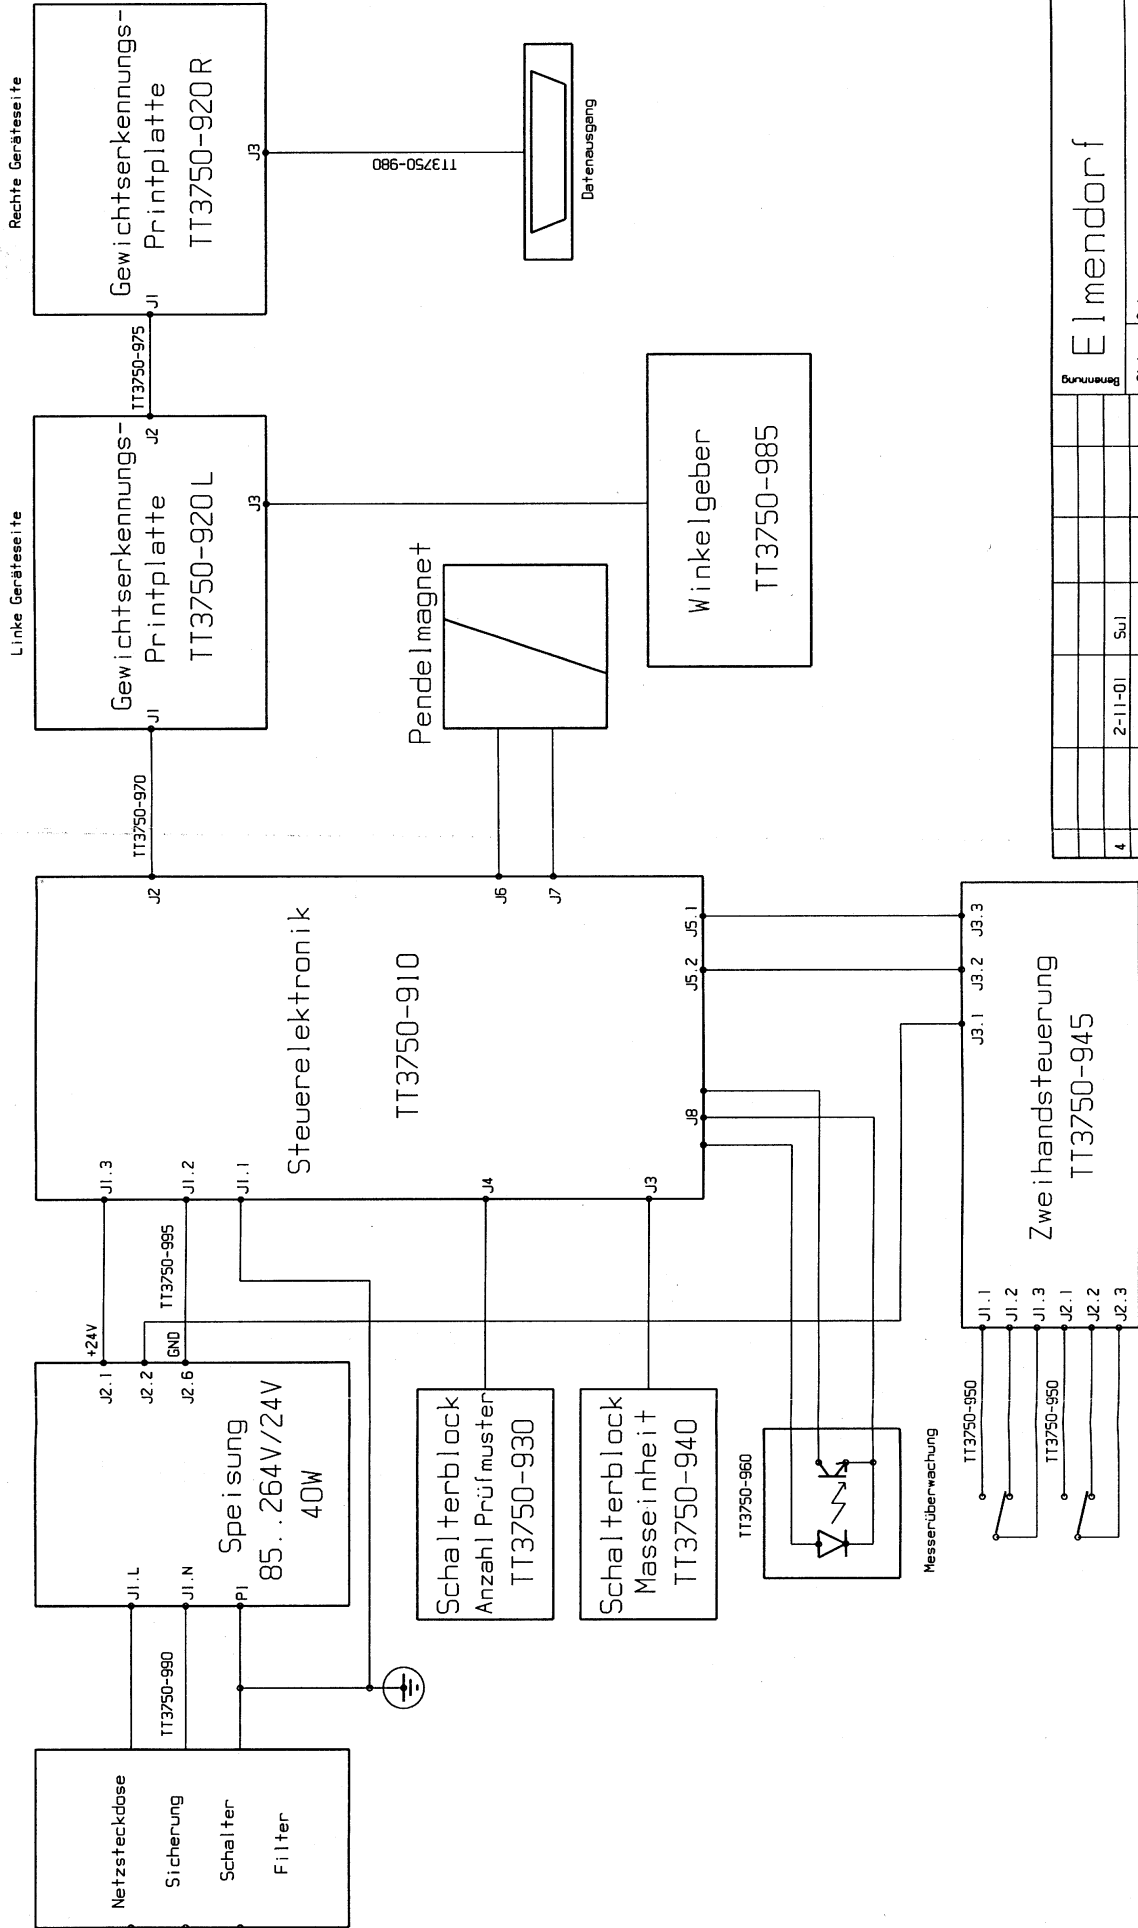 Netzsteckdose
Sicherung
Schalter
Filter
TT3750-990
J1.L
J1.N
P1
Speisung
85..264V/24V
40W
J2.1
J2.2
J2.6
+24V
GND
TT3750-995
J1.3
J1.2
J1.1
Steuerelektronik
TT3750-910
J4
J3
J2
J6
J7
J8
J5.2
J5.1
TT3750-970
Linke Geräteseite
J1
Gewichtserkennungs-
Printplatte
TT3750-920L
J2
J3
TT3750-975
Rechte Geräteseite
J1
Gewichtserkennungs-
Printplatte
TT3750-920R
J3
TT3750-980
Datenausgang
Pendelmagnet
Winkelgeber
TT3750-985
Schalterblock
Anzahl Prüfmuster
TT3750-930
Schalterblock
Masseinheit
TT3750-940
TT3750-960
Messerüberwachung
TT3750-950
TT3750-950
J1.1
J1.2
J1.3
J2.1
J2.2
J2.3
Zweihandsteuerung
TT3750-945
J3.1
J3.2
J3.3
4
2-11-01
Sul
Benennung
Elmendorf